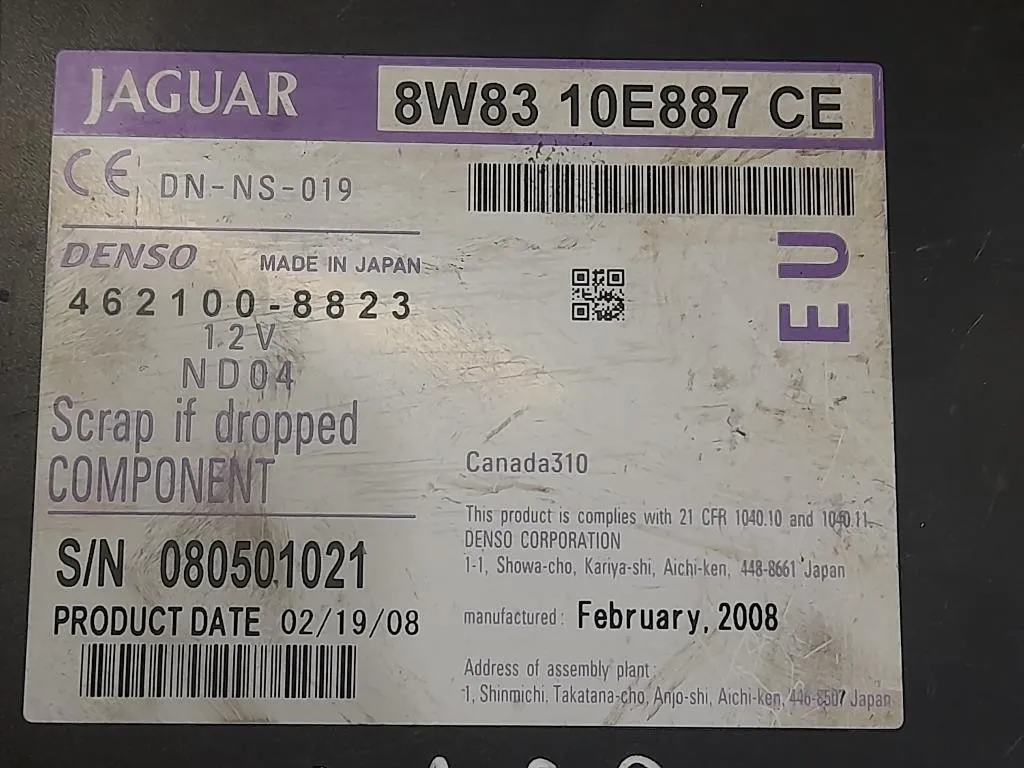 JAGUAR
8W83 10E887 CE
CE DN-NS-019
DENSO MADE IN JAPAN
462100-8823
12V
ND04
Scrap if dropped
COMPONENT
S/N 080501021
PRODUCT DATE 02/19/08
EU
Canada310
This product is complies with 21 CFR 1040.10 and 1040.11.
DENSO CORPORATION
1-1, Showa-cho, Kariya-shi, Aichi-ken, 448-8661 Japan
manufactured: February, 2008
Address of assembly plant:
1, Shinmichi, Takatana-cho, Anjo-shi, Aichi-ken, 446-8507 Japan